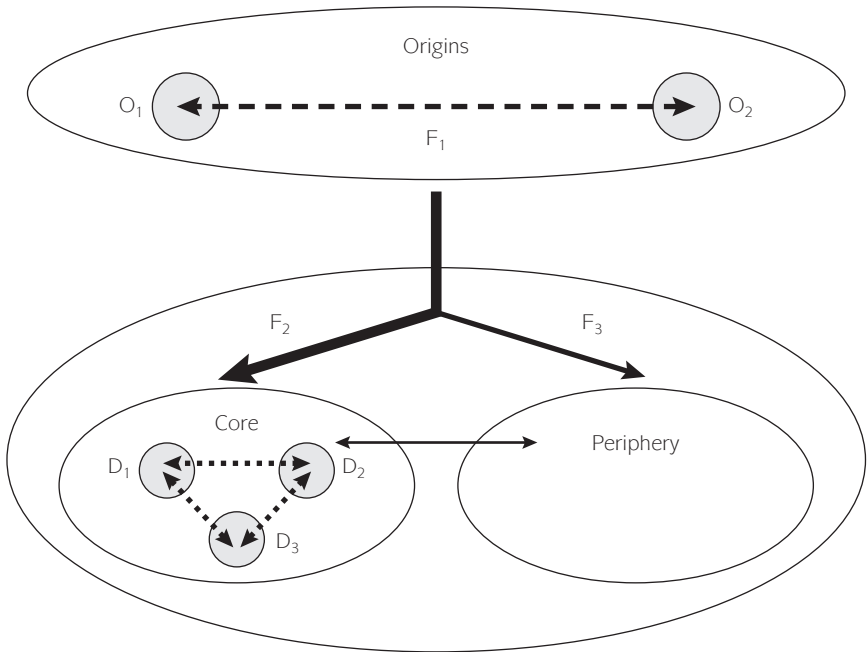 Origins
O₁
O₂
F₁
F₂
F₃
Core
Periphery
D₁
D₂
D₃